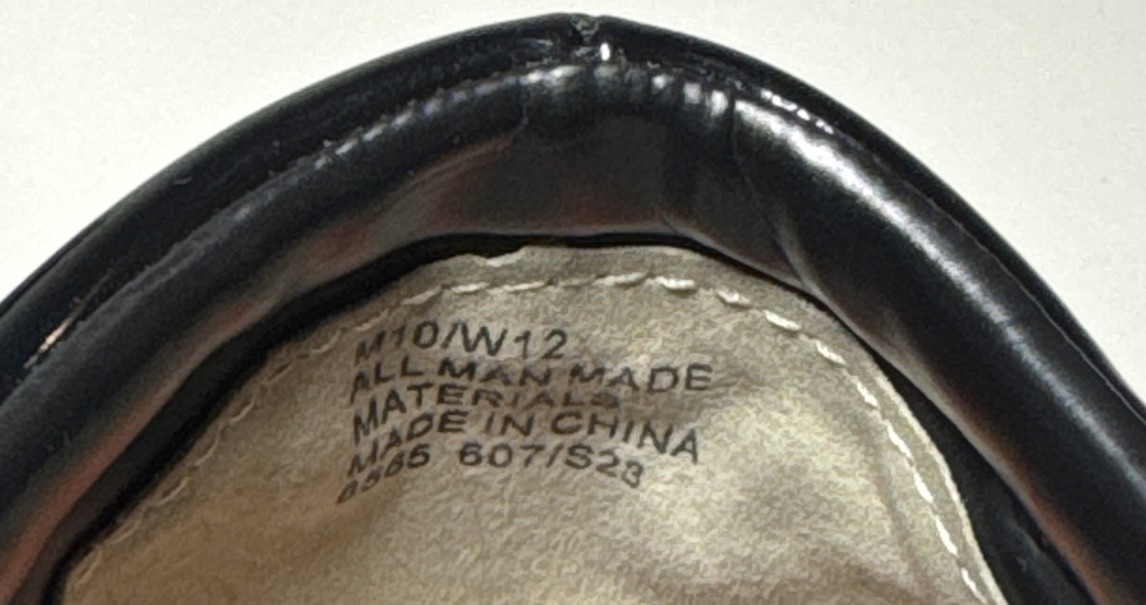 M10/W12
ALL MAN MADE
MATERIALS
MADE IN CHINA
6565 607/S23